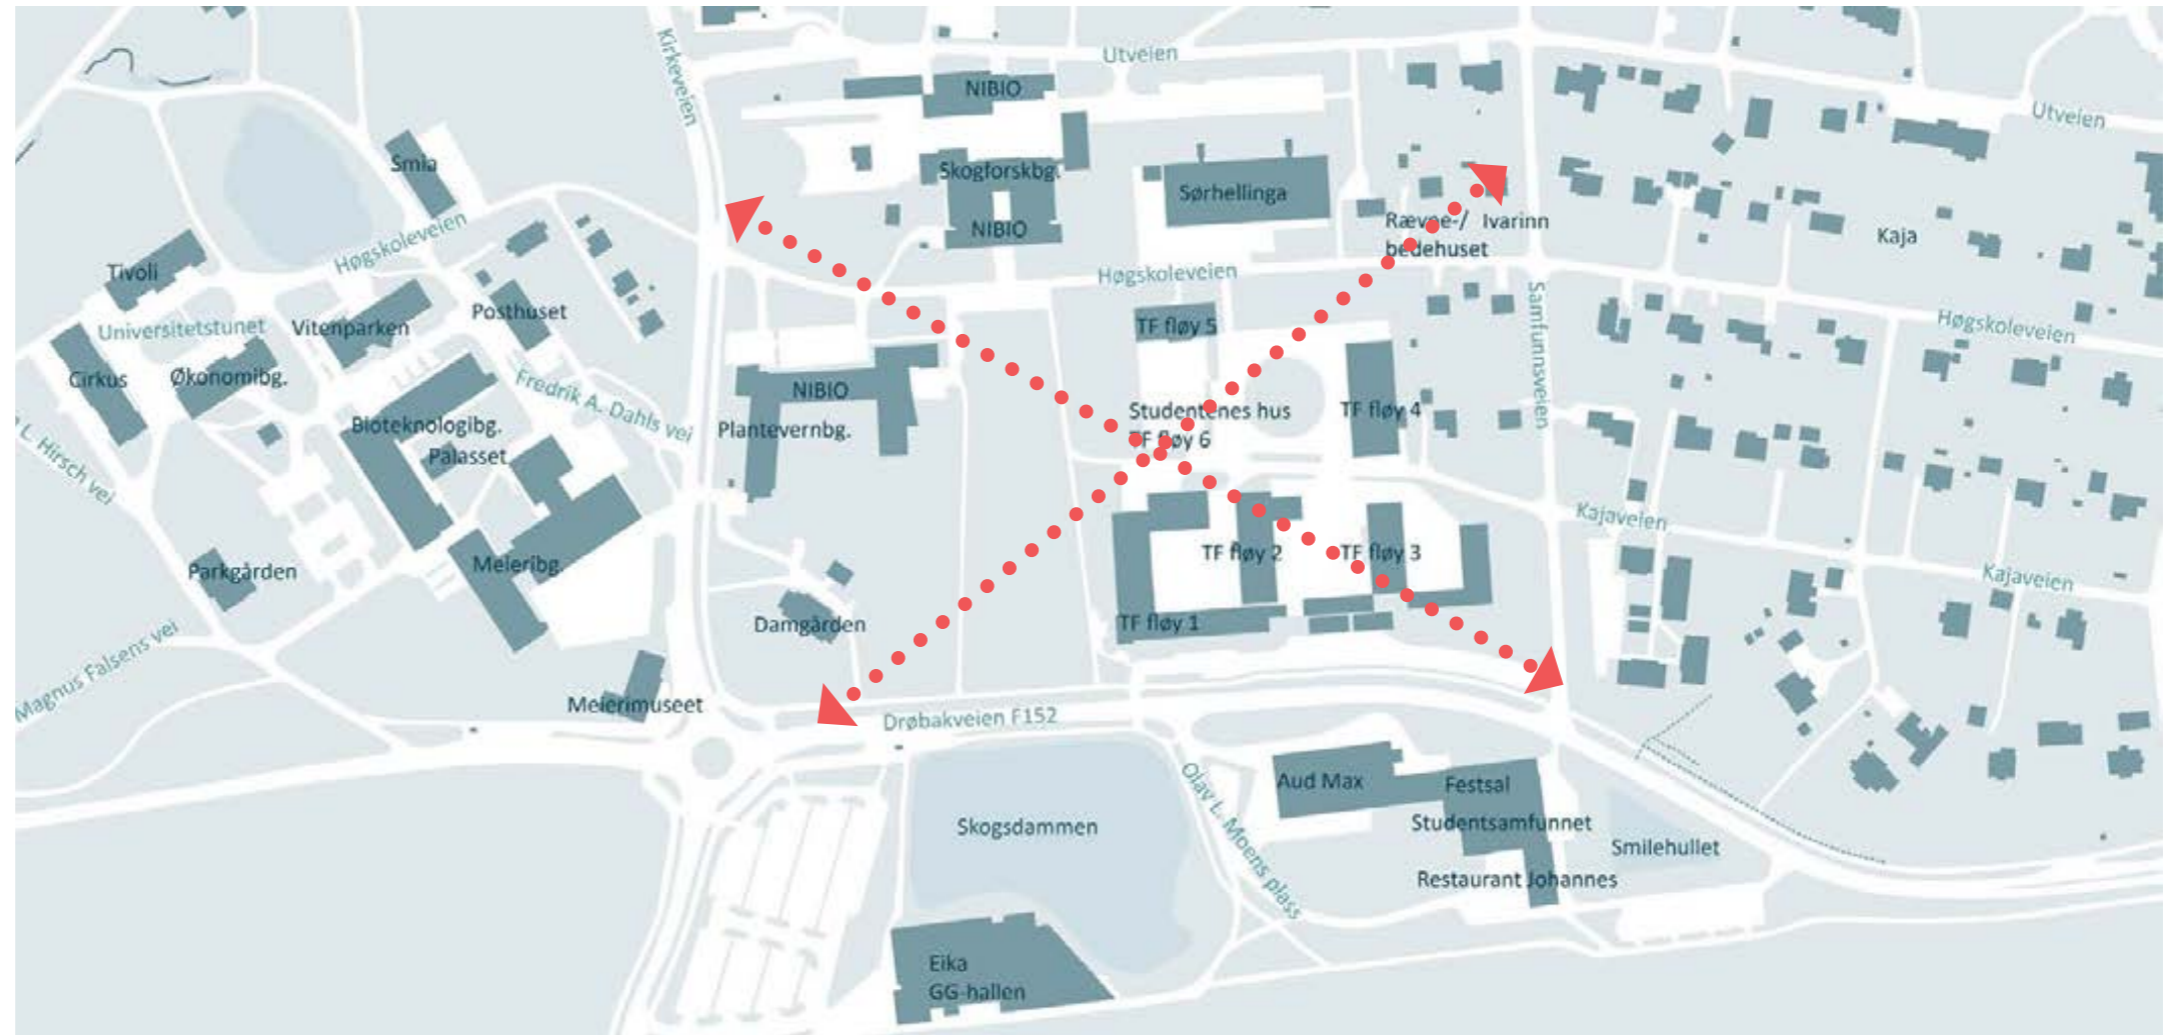 Kirkeveien
Utveien
NIBIO
Utveien
Smia
Skogforskbg.
Sørhellinga
NIBIO
Rævne-/ Ivarinn
bedehuset
Kaja
Høgskoleveien
Tivoli
Høgskoleveien
Universitetstunet
Vitenparken
Posthuset
TF fløy 5
Samfunnsveien
Høgskoleveien
Cirkus
Økonomibg.
Fredrik A. Dahls vei
NIBIO
Studentenes hus
TF fløy 6
TF fløy 4
Bioteknologibg.
Palasset
Plantevernbg.
L. Hirsch vei
Kajaveien
Parkgården
Meieribg.
TF fløy 2
TF fløy 3
Kajaveien
Damgården
TF fløy 1
Magnus Falsens vei
Meierimuseet
Drøbakveien F152
Olav L. Moens plass
Aud Max
Festsal
Skogsdammen
Studentsamfunnet
Smilehullet
Restaurant Johannes
Eika
GG-hallen